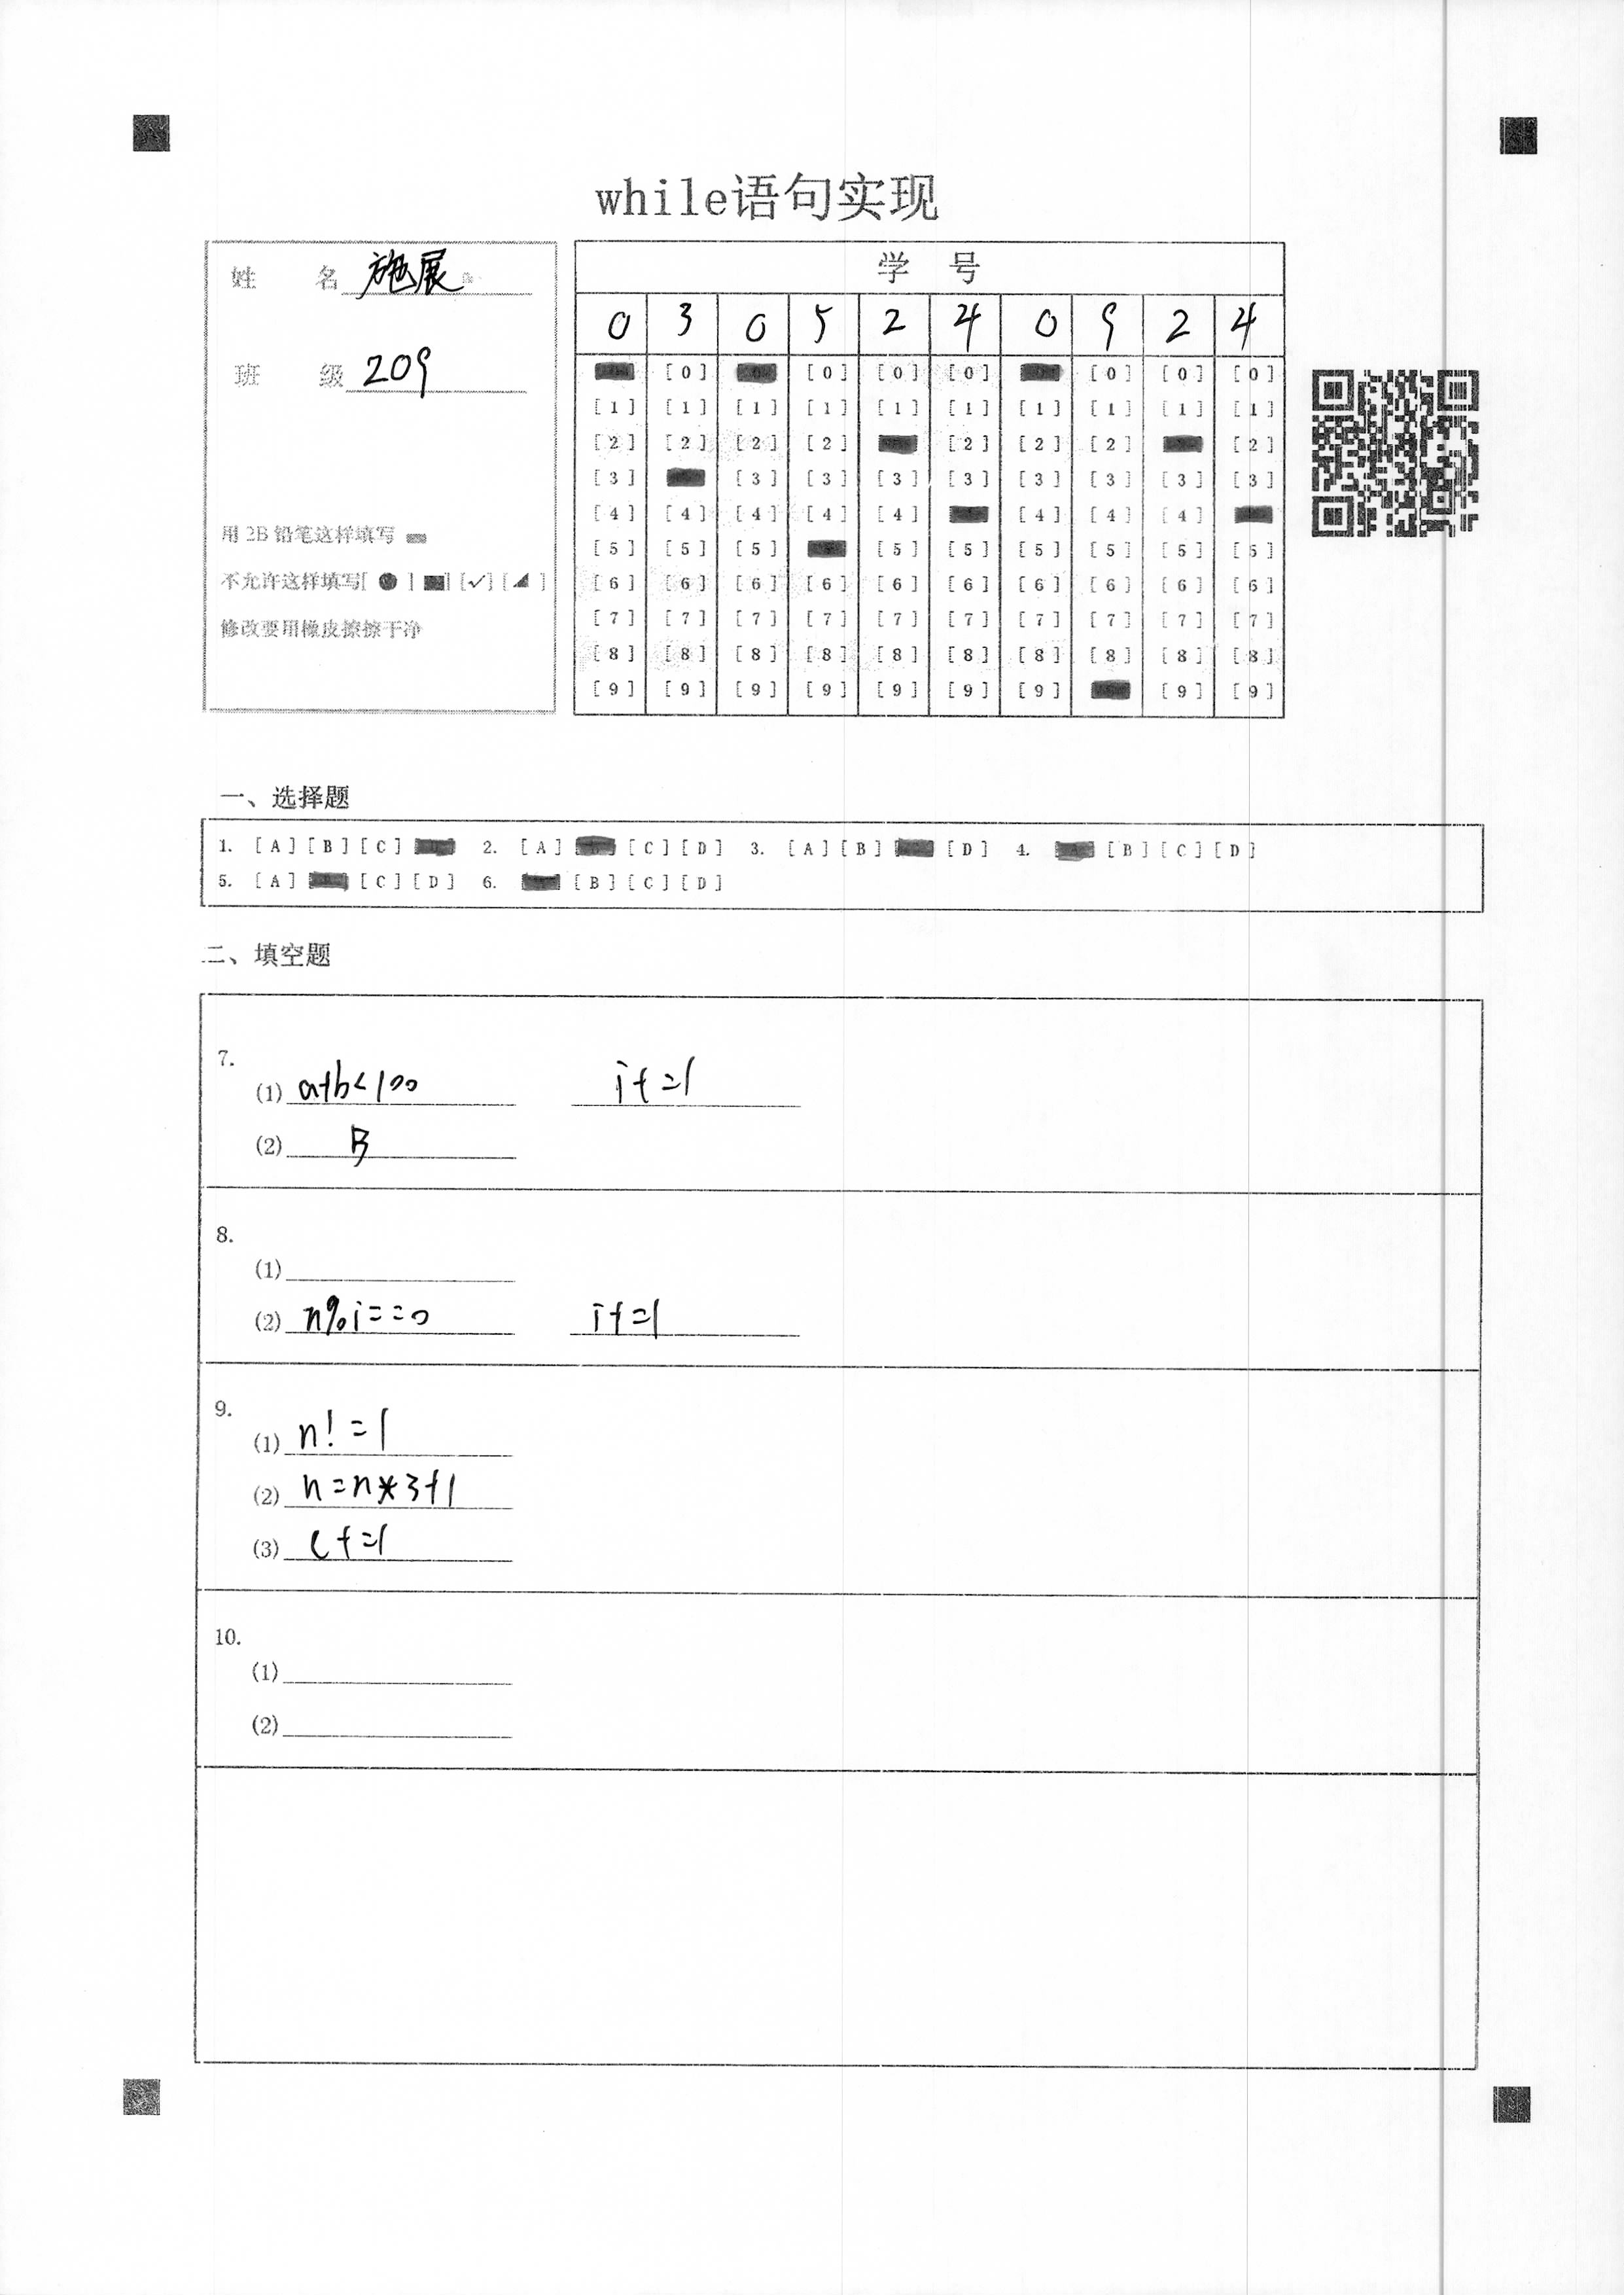 while语句实现
姓 名 施展
班 级 209
用 2B 铅笔这样填写
不允许这样填写[ ● ] [■] [✓] [◢ ]
修改要用橡皮擦擦干净
学 号
0 3 0 5 2 4 0 9 2 4
[0] [0] [0] [0] [0] [0] [0]
[1] [1] [1] [1] [1] [1] [1] [1] [1] [1]
[2] [2] [2] [2] [2] [2] [2] [2]
[3] [3] [3] [3] [3] [3] [3] [3] [3]
[4] [4] [4] [4] [4] [4] [4] [4]
[5] [5] [5] [5] [5] [5] [5] [5] [5]
[6] [6] [6] [6] [6] [6] [6] [6] [6] [6]
[7] [7] [7] [7] [7] [7] [7] [7] [7] [7]
[8] [8] [8] [8] [8] [8] [8] [8] [8] [8]
[9] [9] [9] [9] [9] [9] [9] [9] [9]
一、选择题
1. [A] [B] [C] 2. [A] [C] [D] 3. [A] [B] [D] 4. [B] [C] [D]
5. [A] [C] [D] 6. [B] [C] [D]
二、填空题
7.
(1) a+b<100 i+=1
(2) B
8.
(1)
(2) n%i==0 i+=1
9.
(1) n!=1
(2) n=n*3+1
(3) c+=1
10.
(1)
(2)